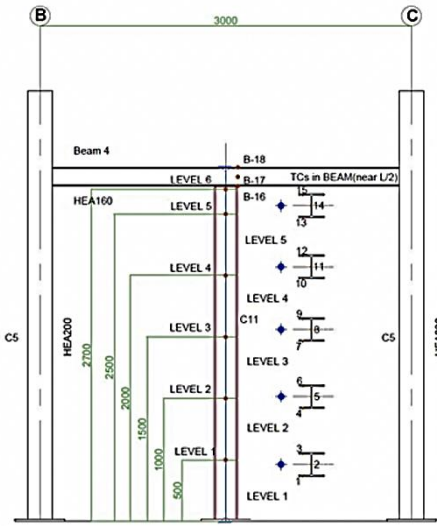 B
C
3000
Beam 4
B-18
LEVEL 6
B-17
TCs in BEAM(near L/2)
HEA160
B-16
15
14
13
LEVEL 5
LEVEL 5
12
11
10
LEVEL 4
LEVEL 4
C11
9
8
7
LEVEL 3
C5
HEA200
C5
LEVEL 3
2700
2500
2000
1500
1000
500
LEVEL 2
6
5
4
LEVEL 2
LEVEL 1
3
2
1
LEVEL 1